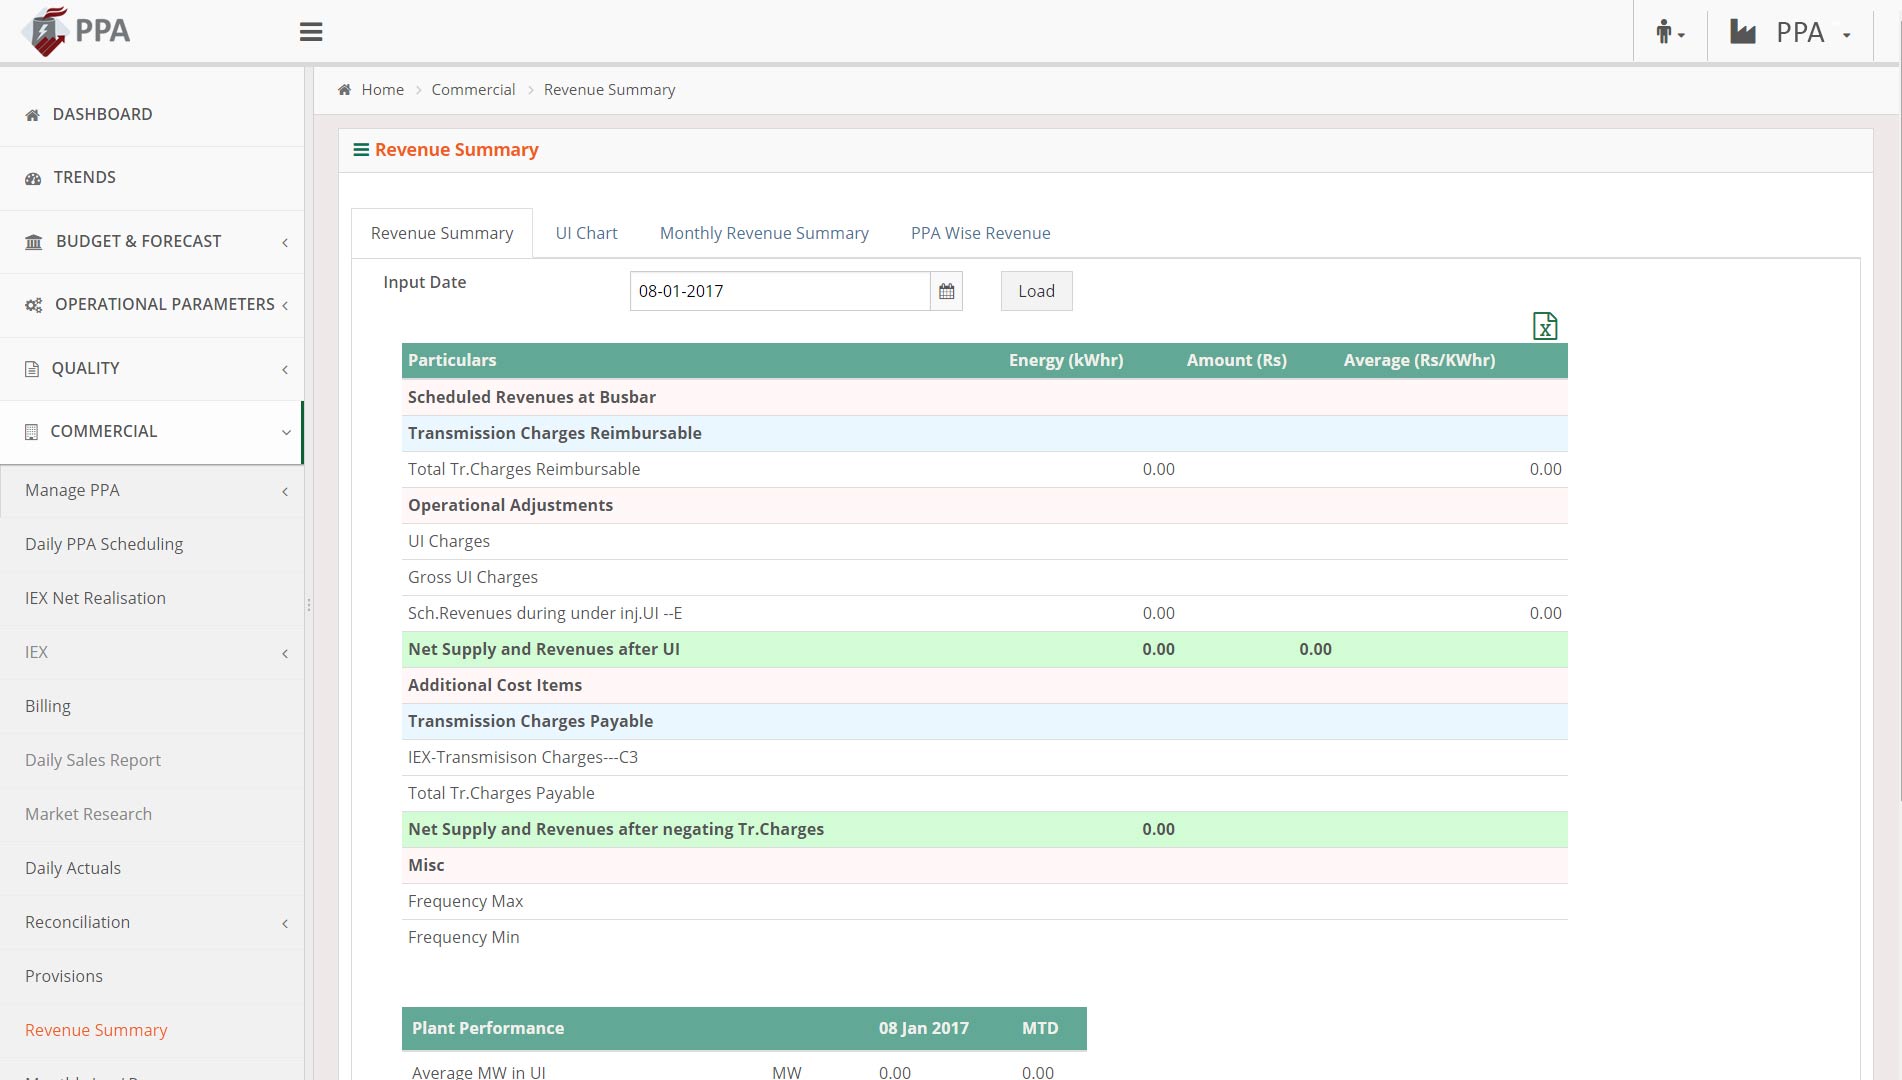 PPA
PPA
Home > Commercial > Revenue Summary
DASHBOARD
TRENDS
BUDGET & FORECAST
OPERATIONAL PARAMETERS
QUALITY
COMMERCIAL
Manage PPA
Daily PPA Scheduling
IEX Net Realisation
IEX
Billing
Daily Sales Report
Market Research
Daily Actuals
Reconciliation
Provisions
Revenue Summary
Revenue Summary
Revenue Summary UI Chart Monthly Revenue Summary PPA Wise Revenue
Input Date 08-01-2017 Load
Particulars Energy (kWhr) Amount (Rs) Average (Rs/KWhr)
Scheduled Revenues at Busbar
Transmission Charges Reimbursable
Total Tr.Charges Reimbursable 0.00 0.00
Operational Adjustments
UI Charges
Gross UI Charges
Sch.Revenues during under inj.UI --E 0.00 0.00
Net Supply and Revenues after UI 0.00 0.00
Additional Cost Items
Transmission Charges Payable
IEX-Transmisison Charges---C3
Total Tr.Charges Payable
Net Supply and Revenues after negating Tr.Charges 0.00
Misc
Frequency Max
Frequency Min
Plant Performance 08 Jan 2017 MTD
Average MW in UI MW 0.00 0.00